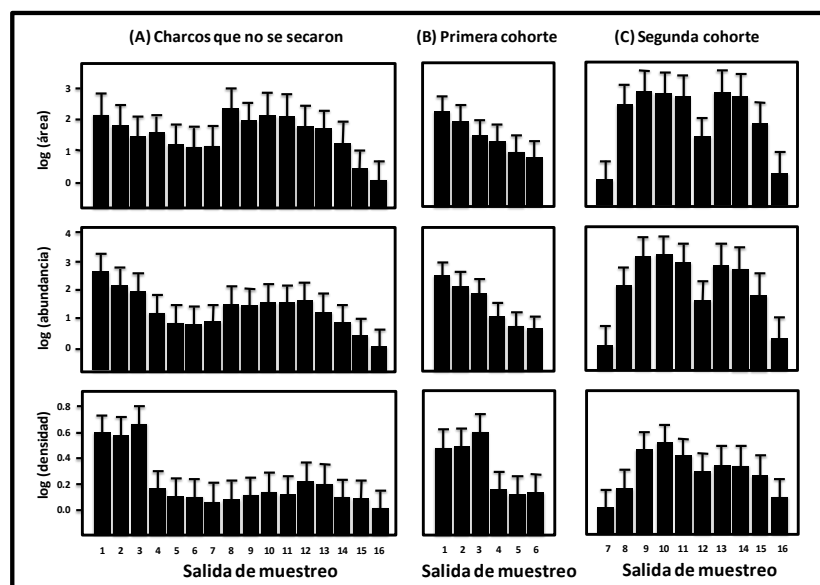 (A) Charcos que no se secaron
(B) Primera cohorte
(C) Segunda cohorte
log (área)
3
2
1
0
log (abundancia)
4
3
2
1
0
log (densidad)
0.8
0.6
0.4
0.2
0.0
1 2 3 4 5 6 7 8 9 10 11 12 13 14 15 16
1 2 3 4 5 6
7 8 9 10 11 12 13 14 15 16
Salida de muestreo
Salida de muestreo
Salida de muestreo